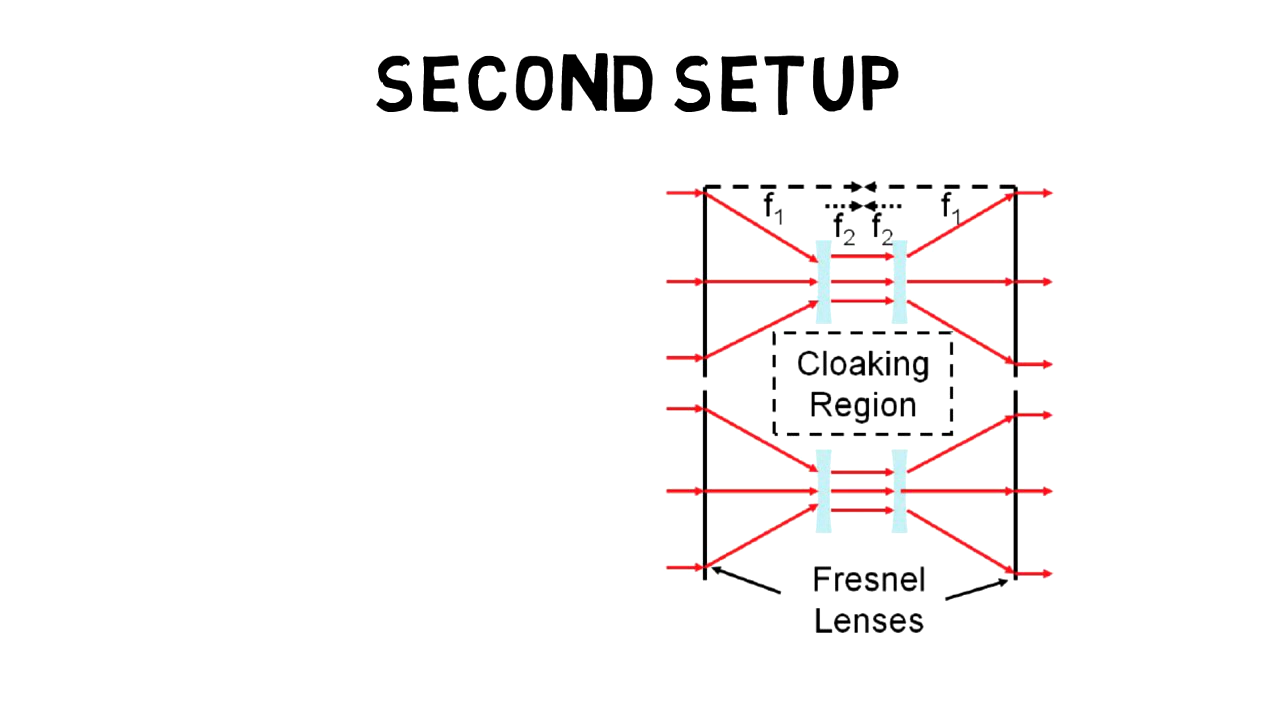 SECOND SETUP
f1 f1
f2 f2
Cloaking
Region
Fresnel
Lenses